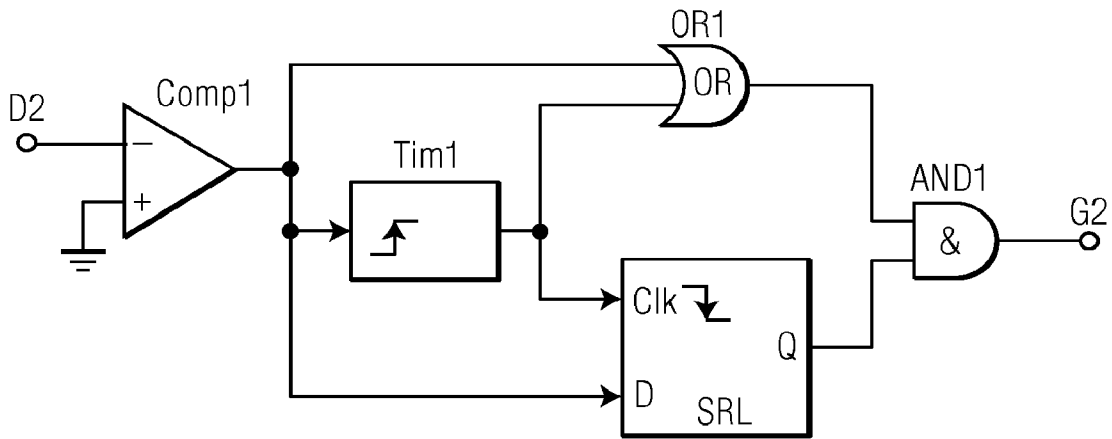 OR1
OR
Comp1
D2
−
+
Tim1
AND1
&
G2
Clk
Q
D
SRL